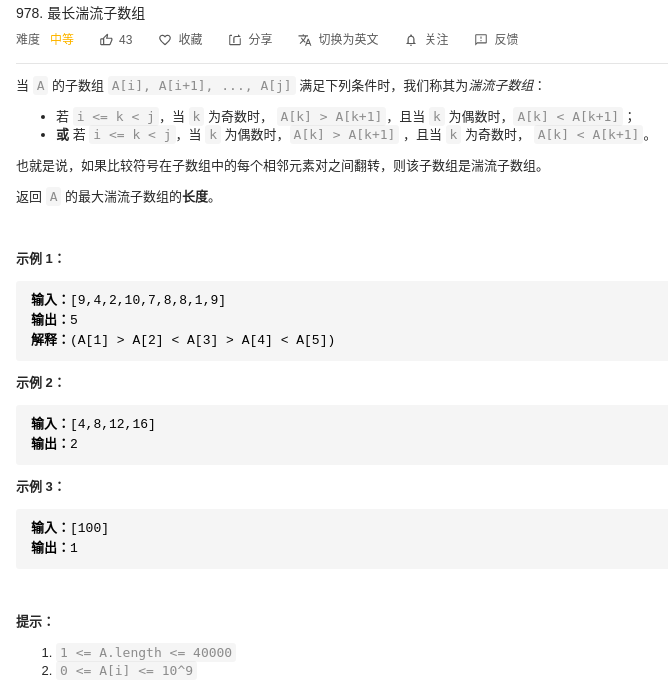 978. 最长湍流子数组
难度 中等 43 收藏 分享 切换为英文 关注 反馈
当 A 的子数组 A[i], A[i+1], ..., A[j] 满足下列条件时，我们称其为湍流子数组：
• 若 i <= k < j，当 k 为奇数时， A[k] > A[k+1]，且当 k 为偶数时，A[k] < A[k+1]；
• 或 若 i <= k < j，当 k 为偶数时，A[k] > A[k+1] ，且当 k 为奇数时， A[k] < A[k+1]。
也就是说，如果比较符号在子数组中的每个相邻元素对之间翻转，则该子数组是湍流子数组。
返回 A 的最大湍流子数组的长度。
示例 1：
输入：[9,4,2,10,7,8,8,1,9]
输出：5
解释：(A[1] > A[2] < A[3] > A[4] < A[5])
示例 2：
输入：[4,8,12,16]
输出：2
示例 3：
输入：[100]
输出：1
提示：
1. 1 <= A.length <= 40000
2. 0 <= A[i] <= 10^9